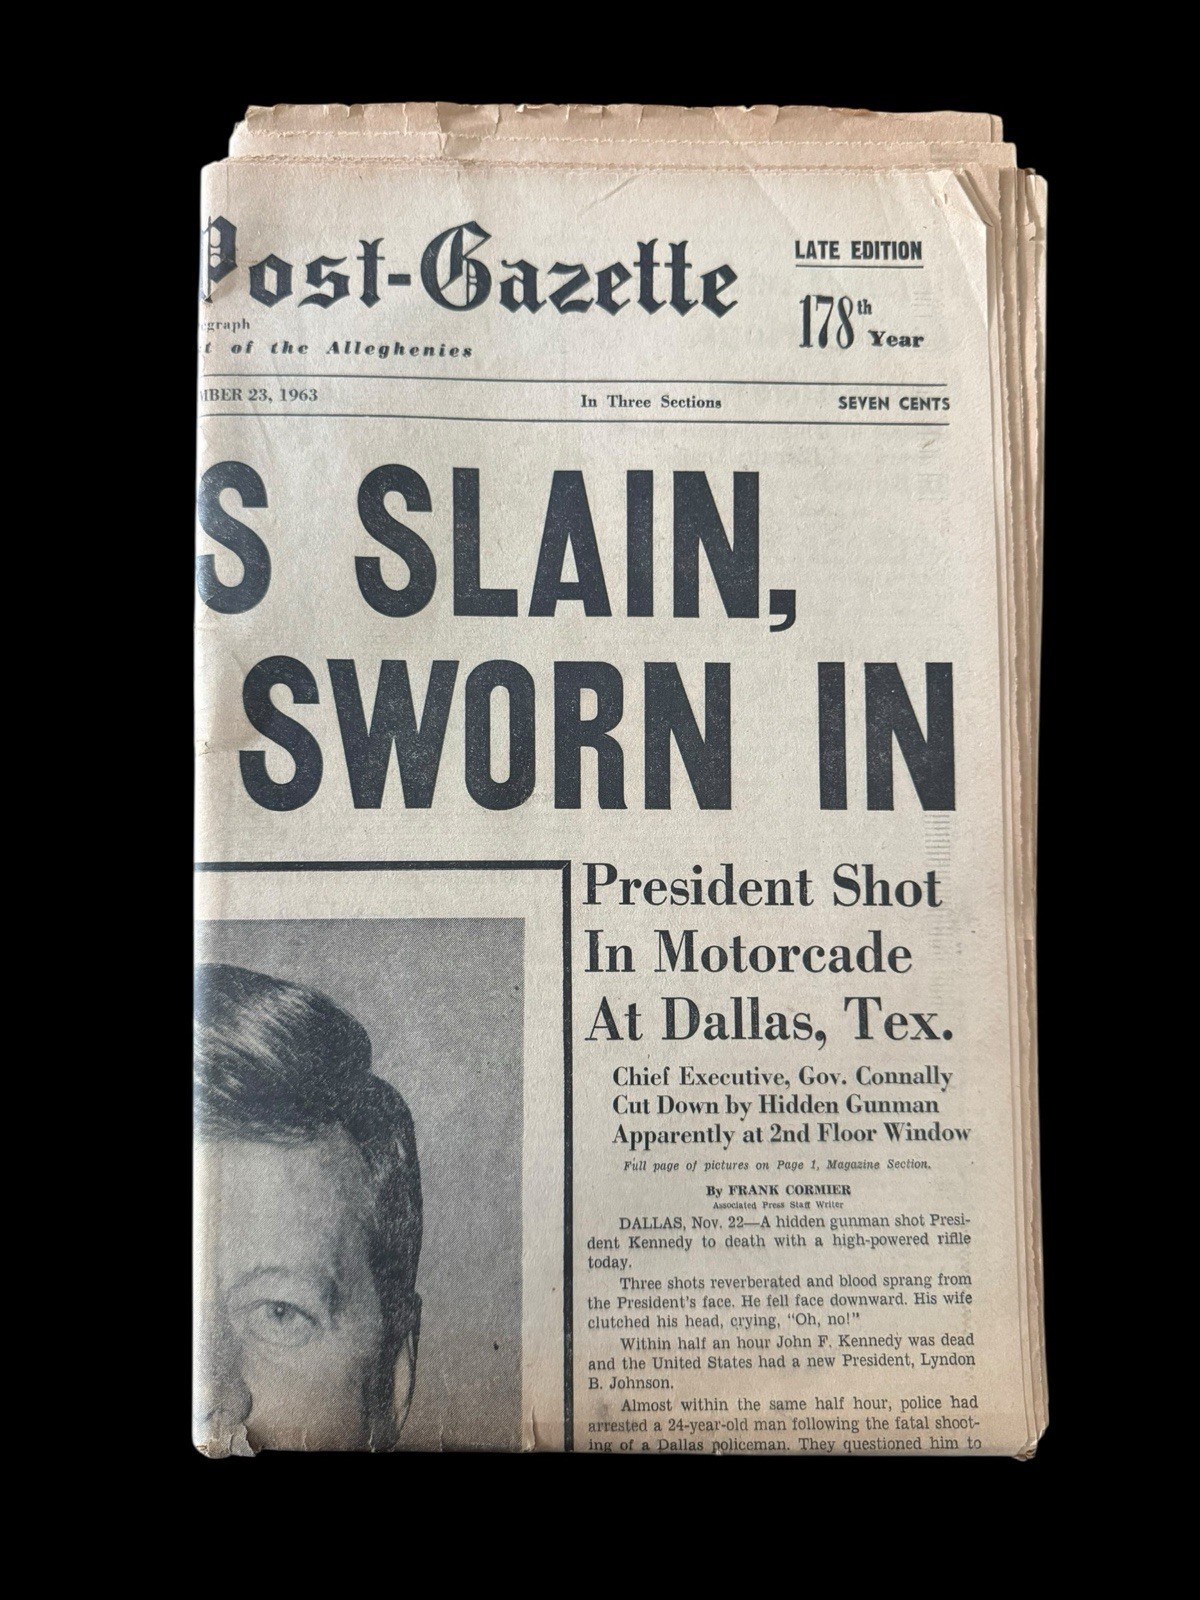 Post-Gazette
LATE EDITION
178th Year
egraph
t of the Alleghenies
MBER 23, 1963
In Three Sections
SEVEN CENTS
S SLAIN,
SWORN IN
President Shot
In Motorcade
At Dallas, Tex.
Chief Executive, Gov. Connally
Cut Down by Hidden Gunman
Apparently at 2nd Floor Window
Full page of pictures on Page 1, Magazine Section.
By FRANK CORMIER
Associated Press Staff Writer
DALLAS, Nov. 22—A hidden gunman shot Presi-
dent Kennedy to death with a high-powered rifle
today.
Three shots reverberated and blood sprang from
the President's face. He fell face downward. His wife
clutched his head, crying, "Oh, no!"
Within half an hour John F. Kennedy was dead
and the United States had a new President, Lyndon
B. Johnson.
Almost within the same half hour, police had
arrested a 24-year-old man following the fatal shoot-
ing of a Dallas policeman. They questioned him to